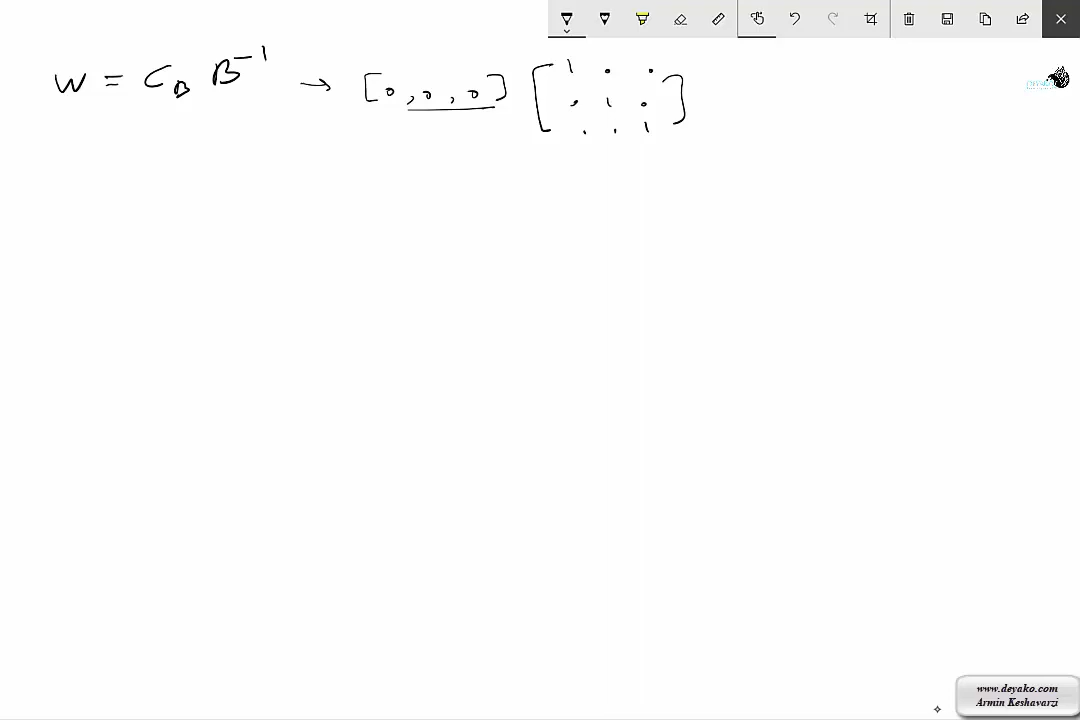 W = C_B B^{-1} → [0, 0, 0] [1 0 0; 0 1 0; 0 0 1]
www.deyako.com
Armin Keshavarzi